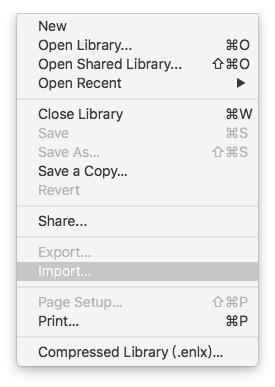 New
Open Library... ⌘O
Open Shared Library... ⇧⌘O
Open Recent ▶
Close Library ⌘W
Save ⌘S
Save As... ⇧⌘S
Save a Copy...
Revert
Share...
Export...
Import...
Page Setup... ⇧⌘P
Print... ⌘P
Compressed Library (.enlx)...